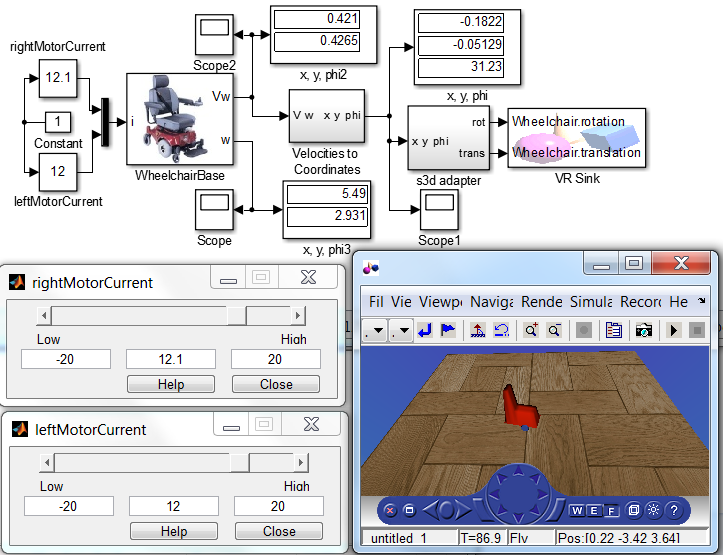 rightMotorCurrent
12.1
1
Constant
12
leftMotorCurrent
i
Vw
w
WheelchairBase
Scope2
0.421
0.4265
x, y, phi2
V w
x y phi
Velocities to
Coordinates
Scope
5.49
2.931
x, y, phi3
-0.1822
-0.05129
31.23
x, y, phi
x y phi
rot
trans
s3d adapter
Wheelchair.rotation
Wheelchair.translation
VR Sink
Scope1
rightMotorCurrent
Low
High
-20
12.1
20
Help
Close
leftMotorCurrent
Low
High
-20
12
20
Help
Close
Fil Vie Viewpo Naviga Rende Simula Record He
W E F
untitled_1
T=86.9
Fly
Pos:[0.22 -3.42 3.64]